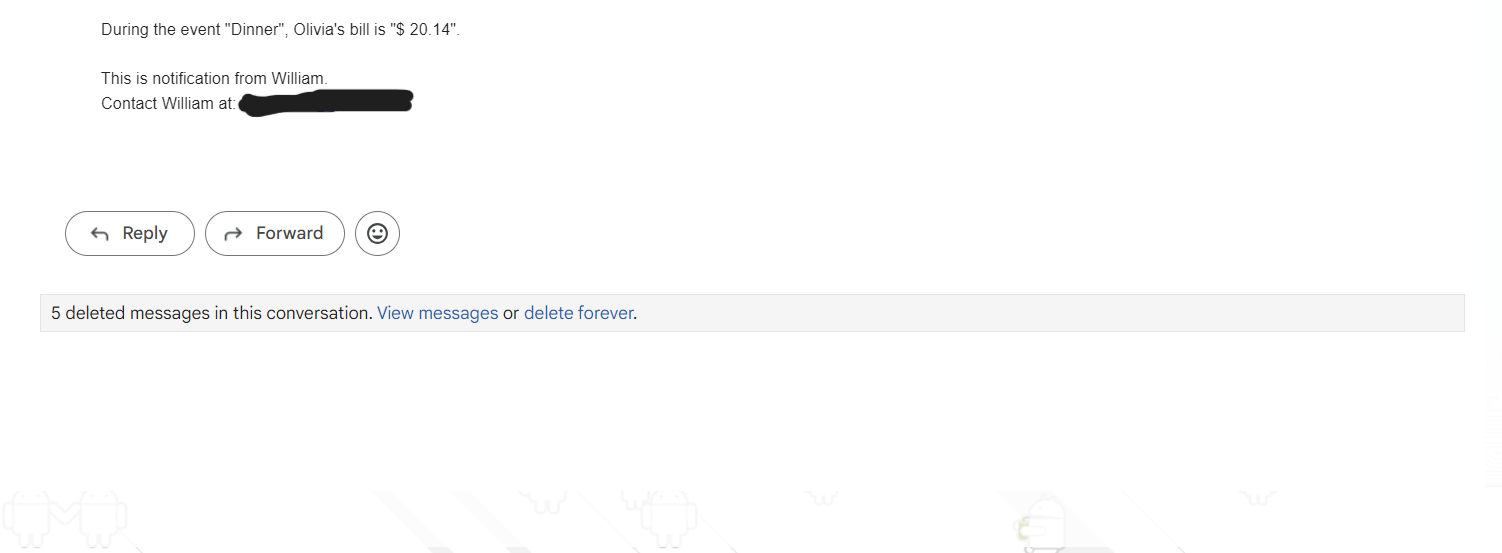 During the event "Dinner", Olivia's bill is "$ 20.14".
This is notification from William.
Contact William at:
Reply
Forward
5 deleted messages in this conversation. View messages or delete forever.